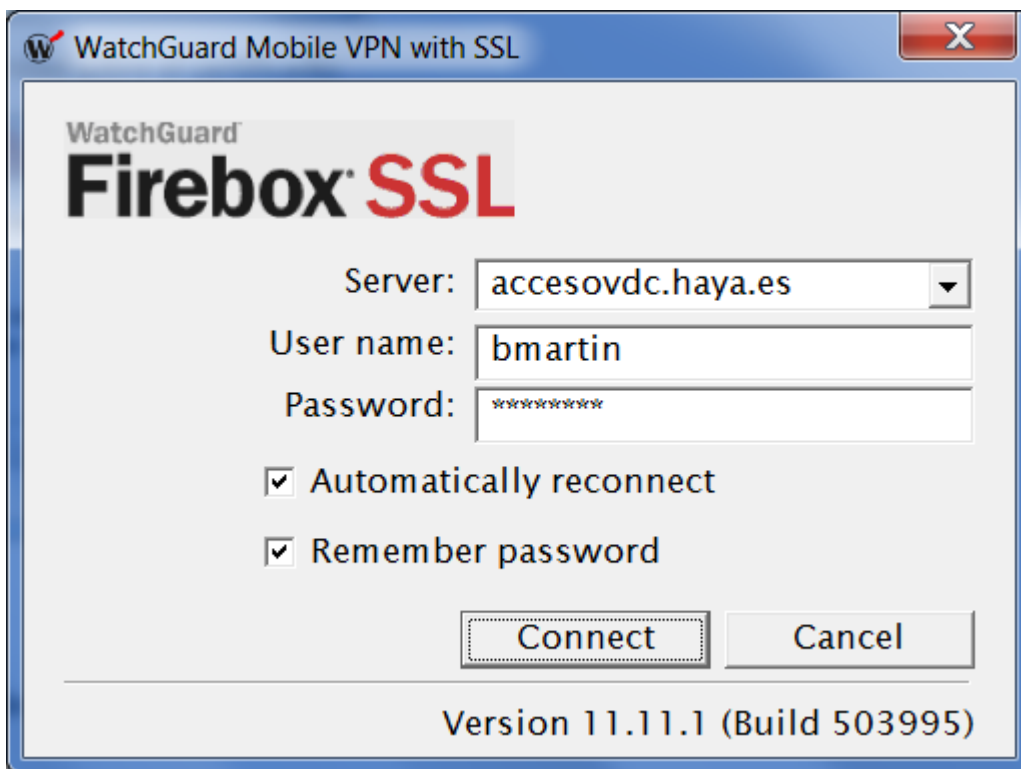 WatchGuard Mobile VPN with SSL
WatchGuard
Firebox SSL
Server: accesovdc.haya.es
User name: bmartin
Password: ********
Automatically reconnect
Remember password
Connect Cancel
Version 11.11.1 (Build 503995)